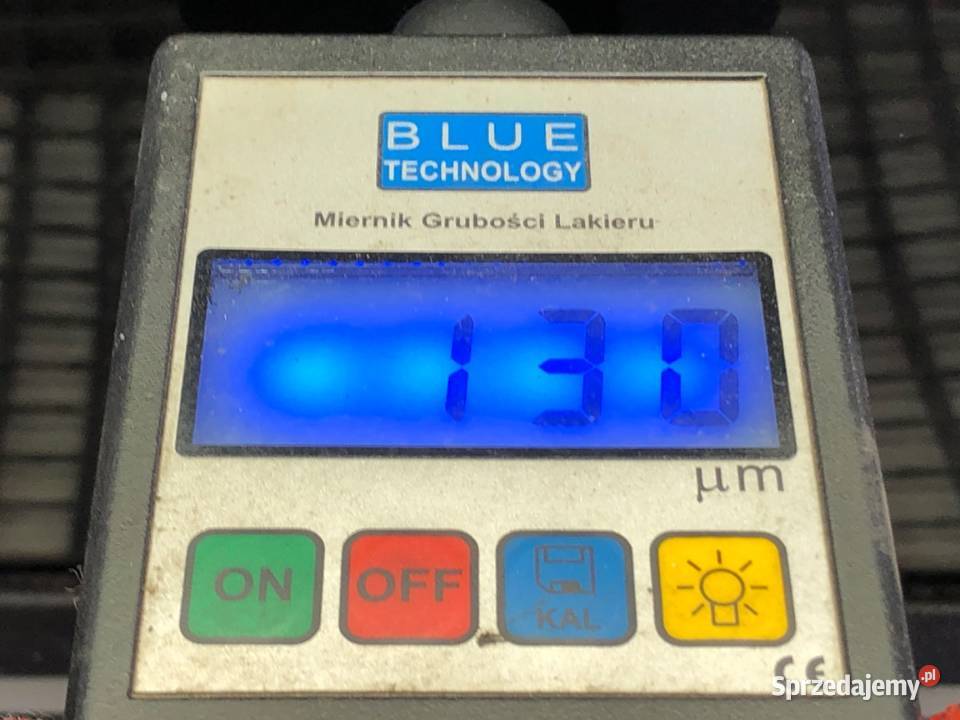 BLUE
TECHNOLOGY
Miernik Grubości Lakieru
130
μm
ON OFF KAL
CE
Sprzedajemy.pl